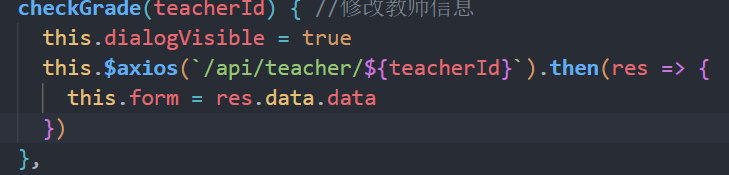 checkGrade(teacherId) { //修改教师信息
this.dialogVisible = true
this.$axios(`/api/teacher/${teacherId}`).then(res => {
this.form = res.data.data
})
},